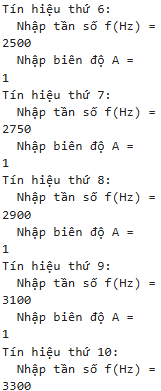 Tín hiệu thứ 6:
Nhập tần số f(Hz) =
2500
Nhập biên độ A =
1
Tín hiệu thứ 7:
Nhập tần số f(Hz) =
2750
Nhập biên độ A =
1
Tín hiệu thứ 8:
Nhập tần số f(Hz) =
2900
Nhập biên độ A =
1
Tín hiệu thứ 9:
Nhập tần số f(Hz) =
3100
Nhập biên độ A =
1
Tín hiệu thứ 10:
Nhập tần số f(Hz) =
3300